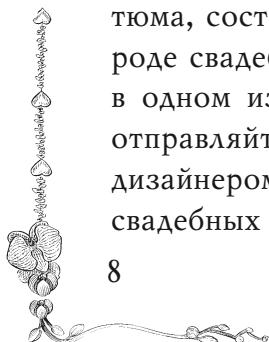 тюма, сост
роде свадеб
в одном из
отправляйт
дизайнером
свадебных
8